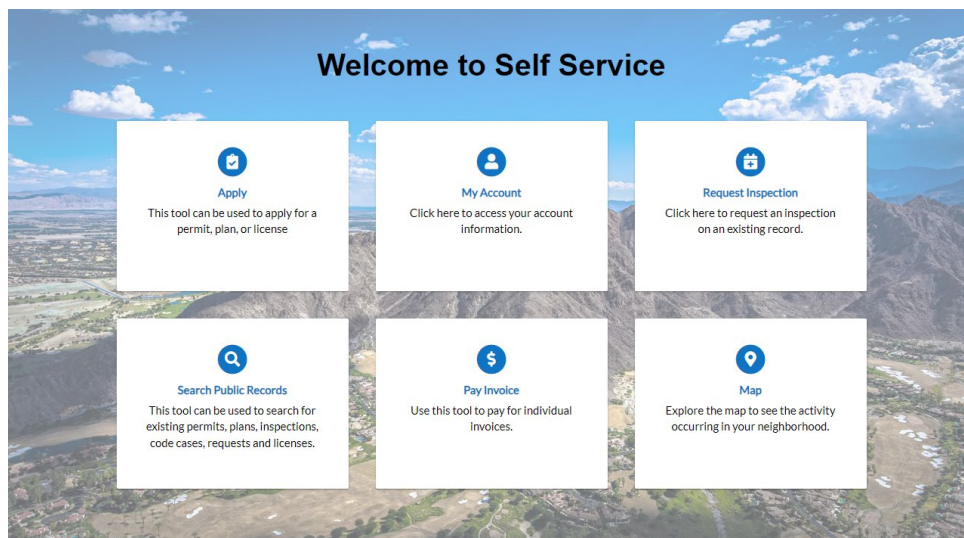 Welcome to Self Service
Apply
This tool can be used to apply for a
permit, plan, or license
My Account
Click here to access your account
information.
Request Inspection
Click here to request an inspection
on an existing record.
Search Public Records
This tool can be used to search for
existing permits, plans, inspections,
code cases, requests and licenses.
Pay Invoice
Use this tool to pay for individual
invoices.
Map
Explore the map to see the activity
occurring in your neighborhood.